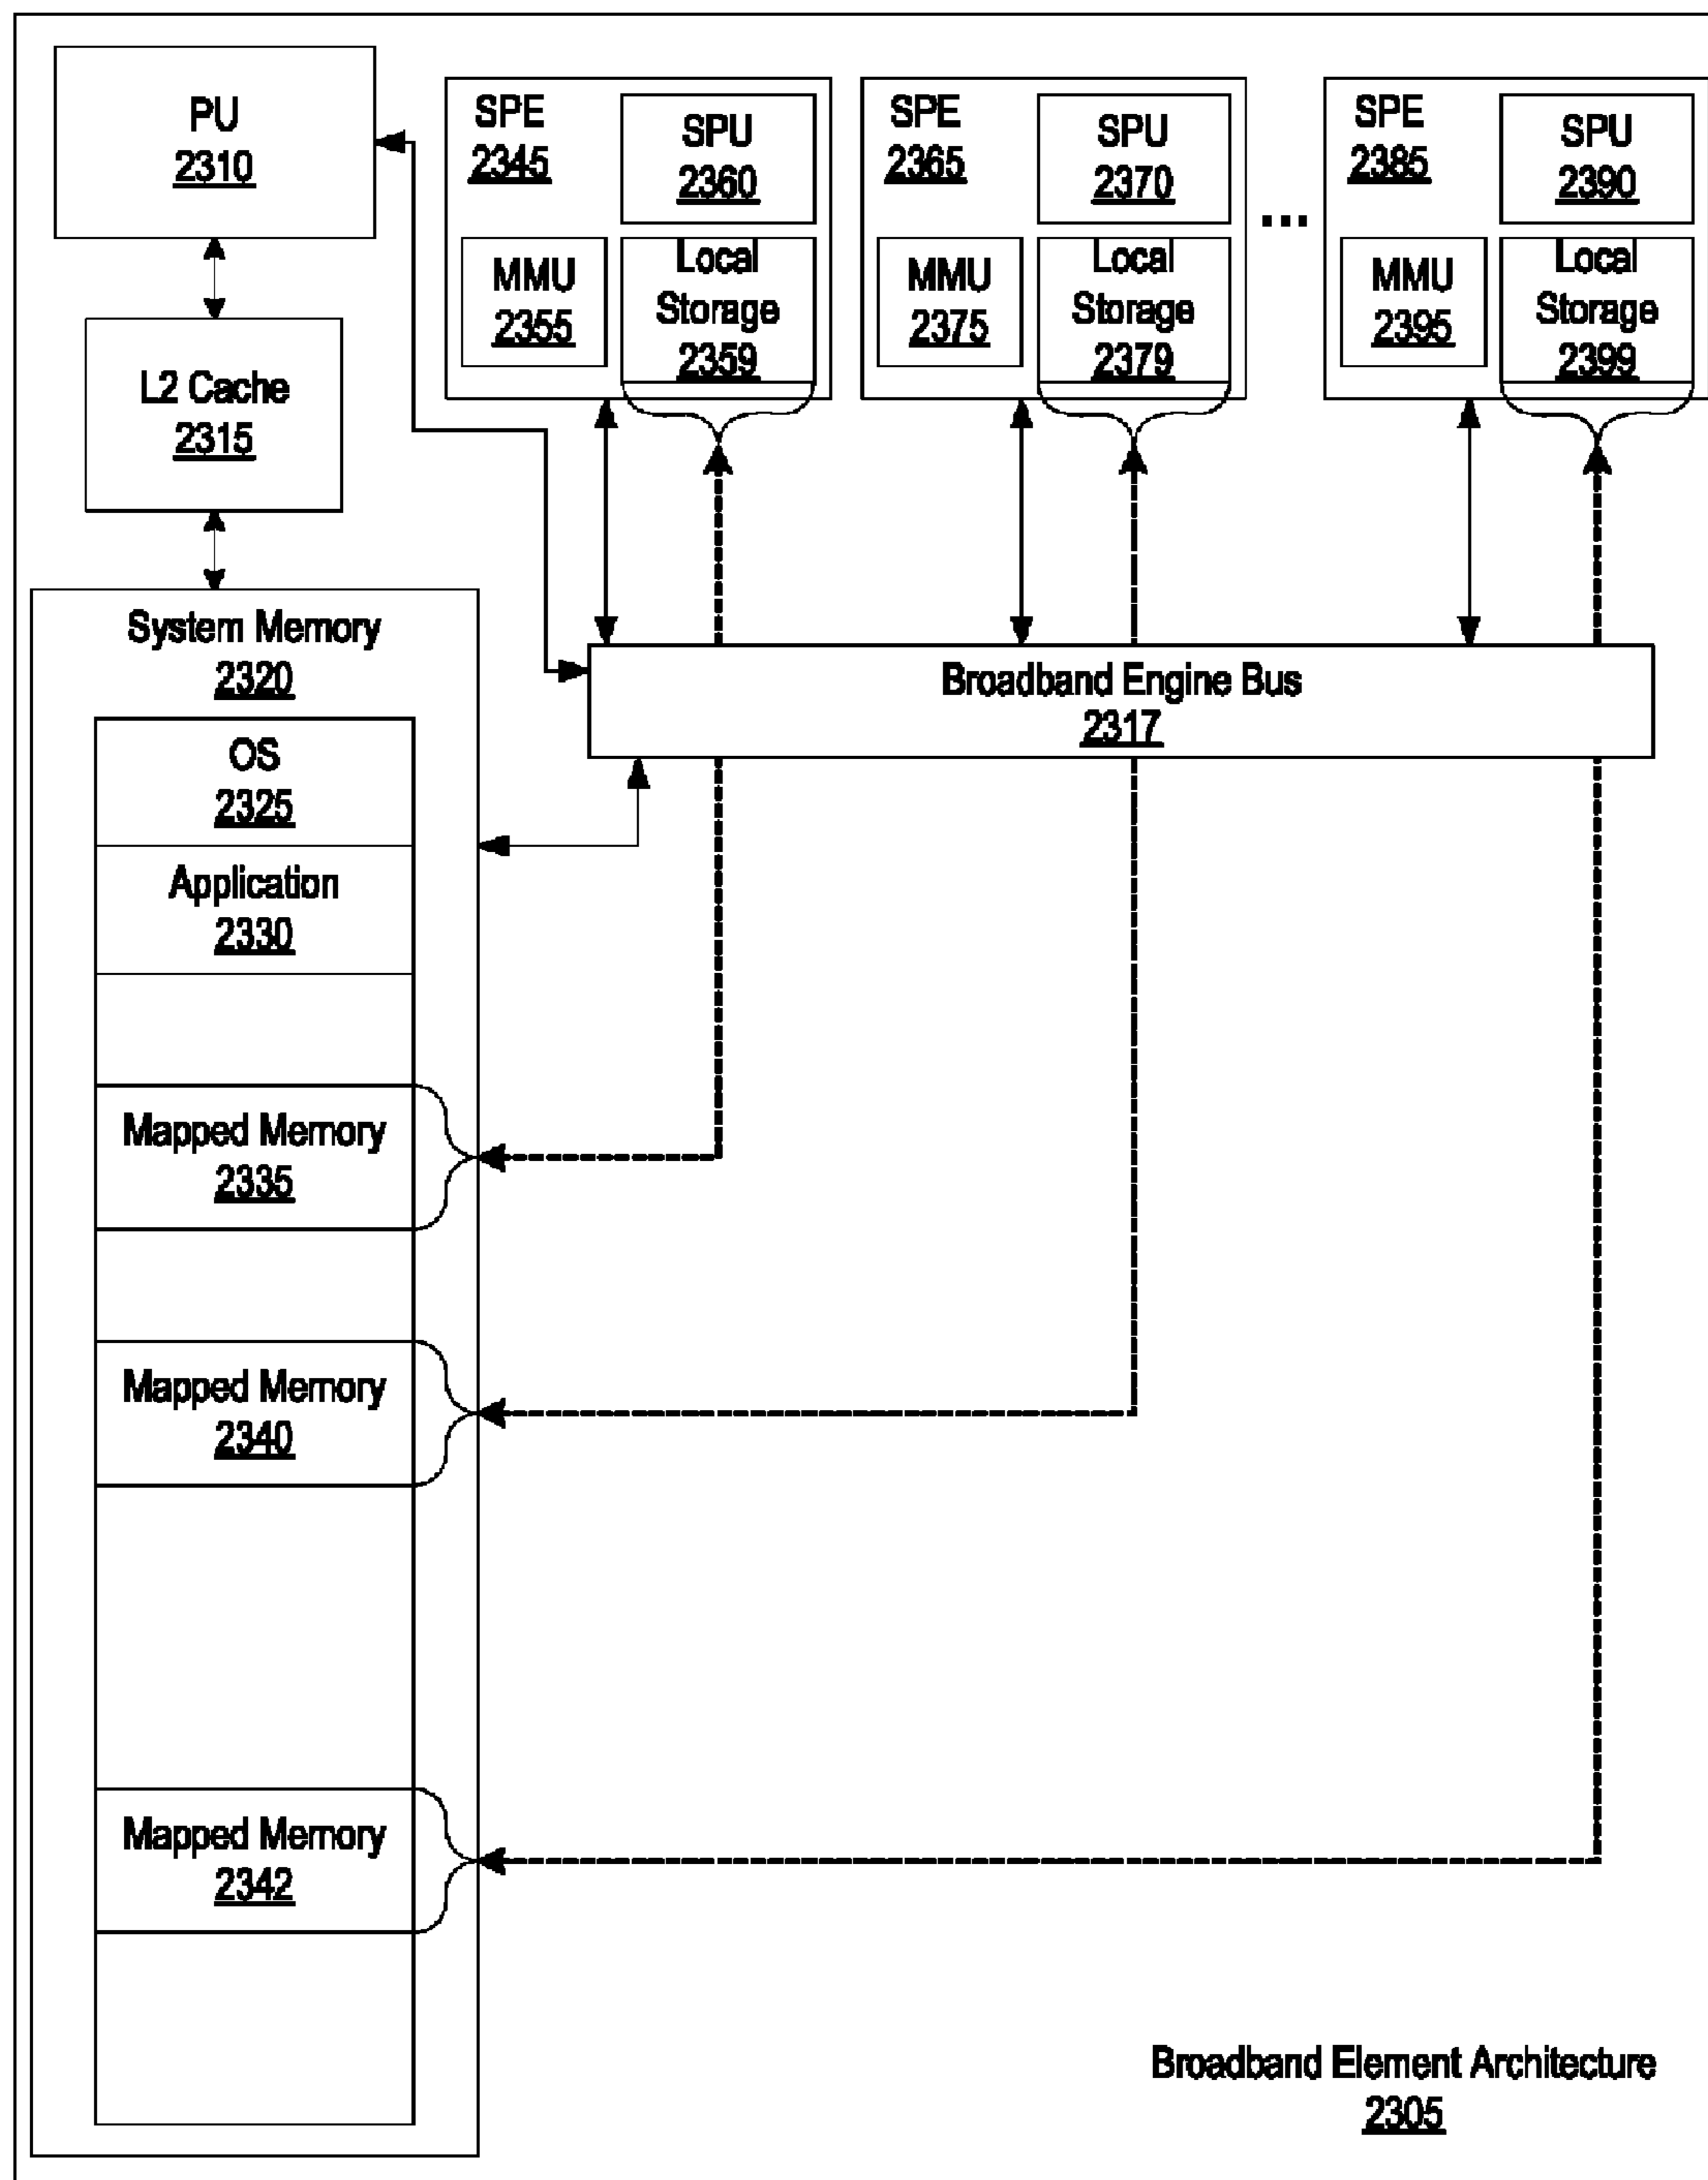 PU
2310
L2 Cache
2315
SPE
2345
SPU
2360
MMU
2355
Local
Storage
2359
SPE
2365
SPU
2370
MMU
2375
Local
Storage
2379
...
SPE
2385
SPU
2390
MMU
2395
Local
Storage
2399
Broadband Engine Bus
2317
System Memory
2320
OS
2325
Application
2330
Mapped Memory
2335
Mapped Memory
2340
Mapped Memory
2342
Broadband Element Architecture
2305